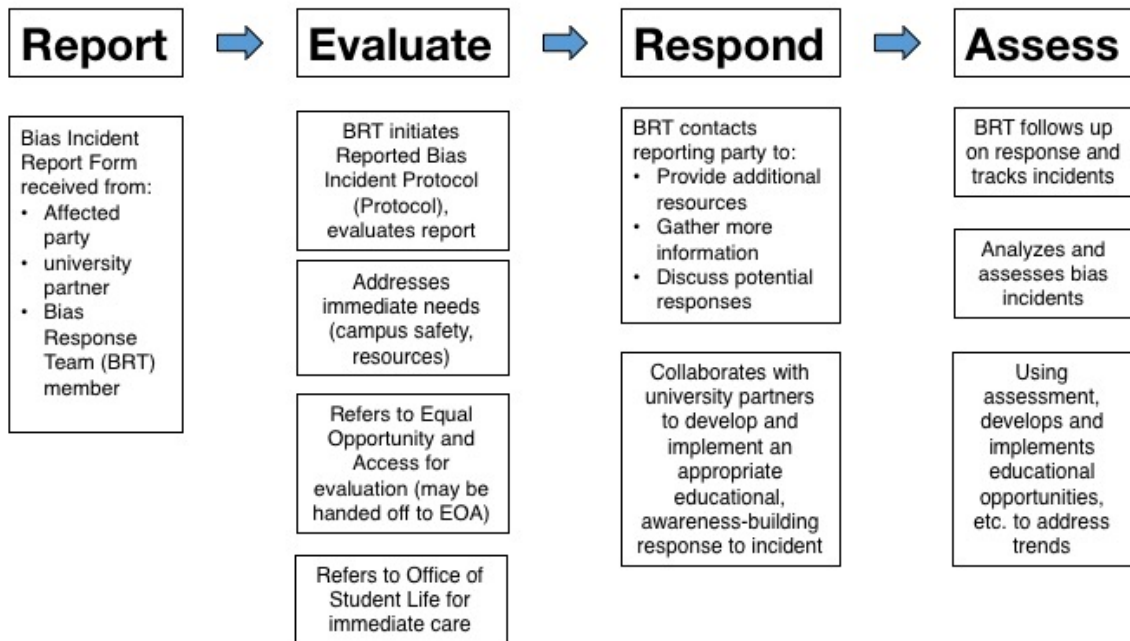 Report
Evaluate
Respond
Assess
Bias Incident
Report Form
received from:
• Affected
party
• university
partner
• Bias
Response
Team (BRT)
member
BRT initiates
Reported Bias
Incident Protocol
(Protocol),
evaluates report
Addresses
immediate needs
(campus safety,
resources)
Refers to Equal
Opportunity and
Access for
evaluation (may be
handed off to EOA)
Refers to Office of
Student Life for
immediate care
BRT contacts
reporting party to:
• Provide additional
resources
• Gather more
information
• Discuss potential
responses
Collaborates with
university partners
to develop and
implement an
appropriate
educational,
awareness-building
response to incident
BRT follows up
on response and
tracks incidents
Analyzes and
assesses bias
incidents
Using
assessment,
develops and
implements
educational
opportunities,
etc. to address
trends